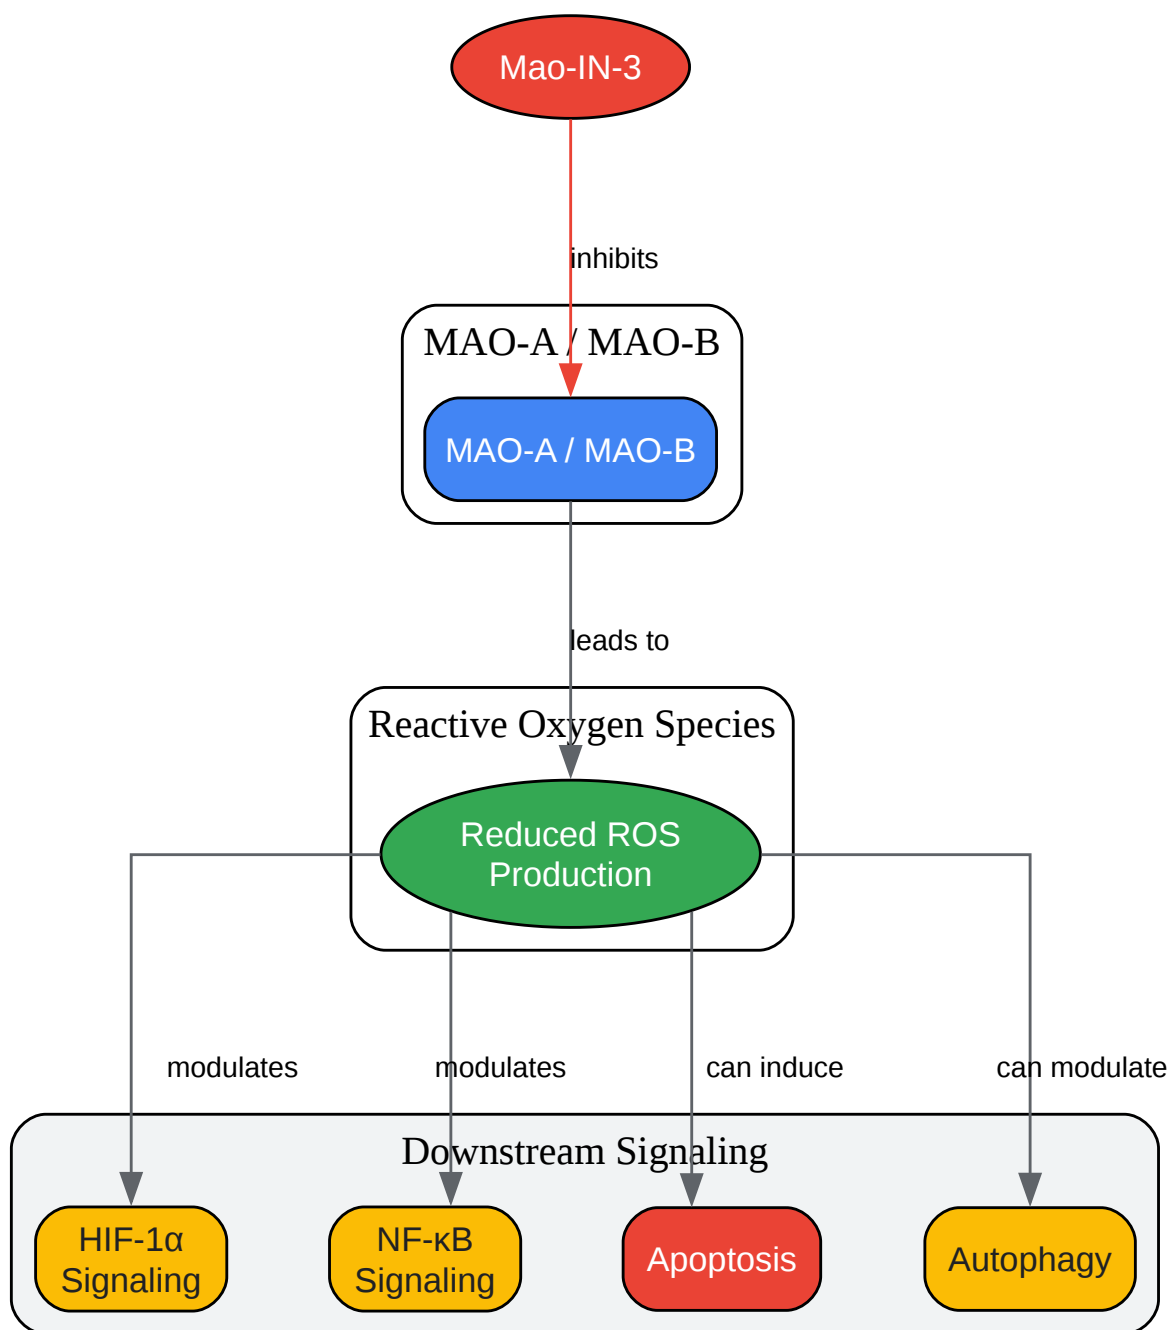 Mao-IN-3
inhibits
MAO-A / MAO-B
MAO-A / MAO-B
leads to
Reactive Oxygen Species
Reduced ROS
Production
modulates
modulates
can induce
can modulate
Downstream Signaling
HIF-1α
Signaling
NF-κB
Signaling
Apoptosis
Autophagy